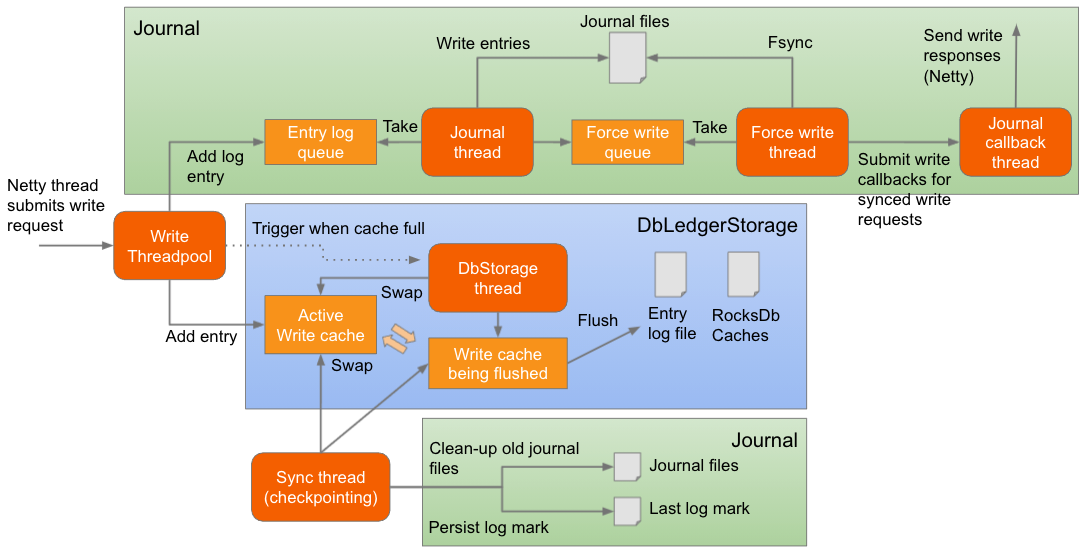 Journal
Journal files
Write entries
Fsync
Send write
responses
(Netty)
Entry log
queue
Take
Journal
thread
Force write
queue
Take
Force write
thread
Journal
callback
thread
Add log
entry
Submit write
callbacks for
synced write
requests
Netty thread
submits write
request
Write
Threadpool
Trigger when cache full
DbLedgerStorage
DbStorage
thread
Swap
Active
Write cache
Add entry
Swap
Write cache
being flushed
Flush
Entry
log file
RocksDb
Caches
Journal
Clean-up old journal
files
Journal files
Sync thread
(checkpointing)
Last log mark
Persist log mark